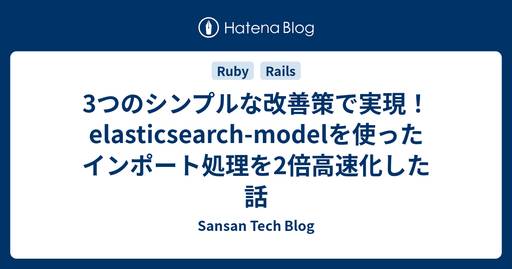 Hatena Blog
Ruby Rails
3つのシンプルな改善策で実現！
elasticsearch-modelを使った
インポート処理を2倍高速化した
話
Sansan Tech Blog